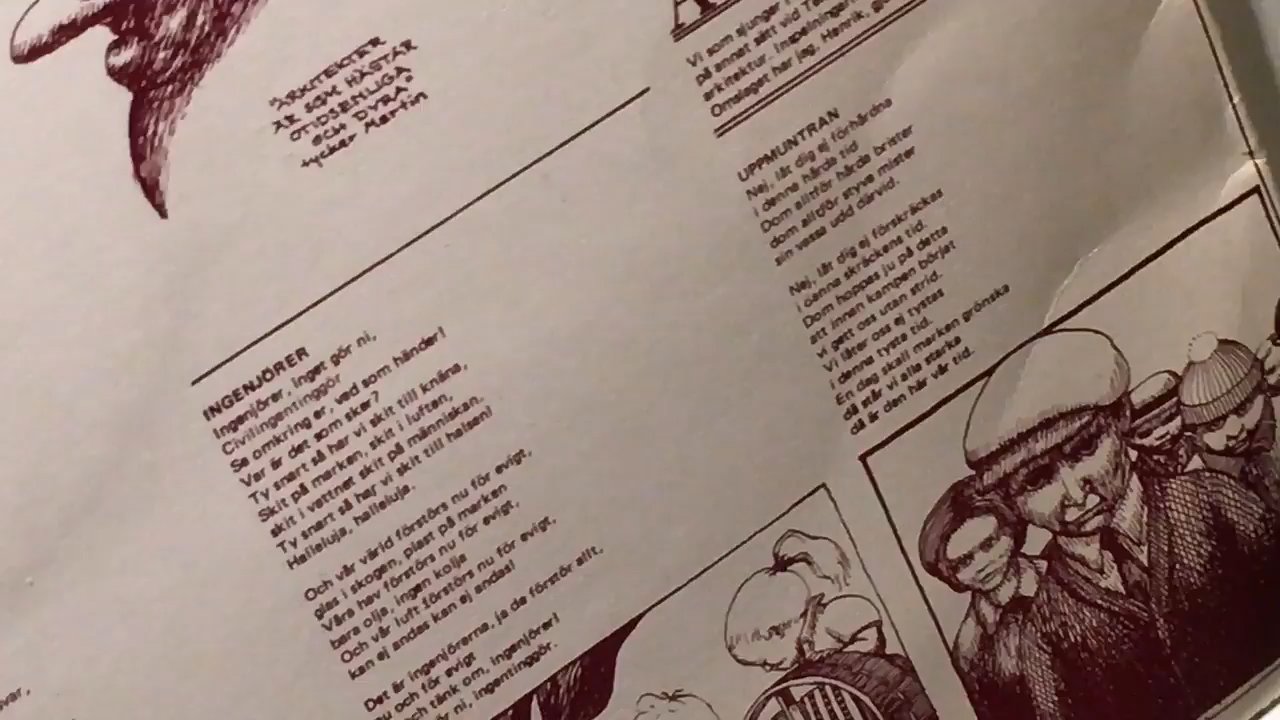 "ARKITEKTER
ÄR SOM HÄSTAR
OTIDSENLIGA
OCH DYRA"
tycker Martin
INGENJÖRER
Ingenjörer, inget gör ni,
Civilingentinggör
Se omkring er, vad som händer!
Var är det som sker?
Ty snart så har vi skit till knäna,
Skit på marken, skit i luften,
skit i vattnet skit på människan.
Ty snart så har vi skit till halsen!
Halleluja, halleluja.
Och vår värld förstörs nu för evigt,
glas i skogen, plast på marken
Våra hav förstörs nu för evigt,
bara olja, ingen kolja
Och vår luft förstörs nu för evigt,
kan ej andas kan ej andas!
Det är ingenjörerna, ja de förstör allt,
nu och för evigt
och tänk om, ingenjörer!
ni, ingentinggör.
Vi som sjunger
på annat sätt vid
arkitektur. Inspelningen
Omslaget har jag, Henrik,
UPPMUNTRAN
Nej, låt dig ej förhårdna
i denna hårda tid
Dom alltför hårda brister
dom alltför styva mister
sin vassa udd därvid.
Nej, låt dig ej förskräckas
i denna skräckens tid.
Dom hoppas ju på detta
att innan kampen börjat
vi gett oss utan strid.
Vi låter oss ej tystas
i denna tysta tid.
En dag skall marken grönska
då står vi alla starka
då är den här vår tid.
var,